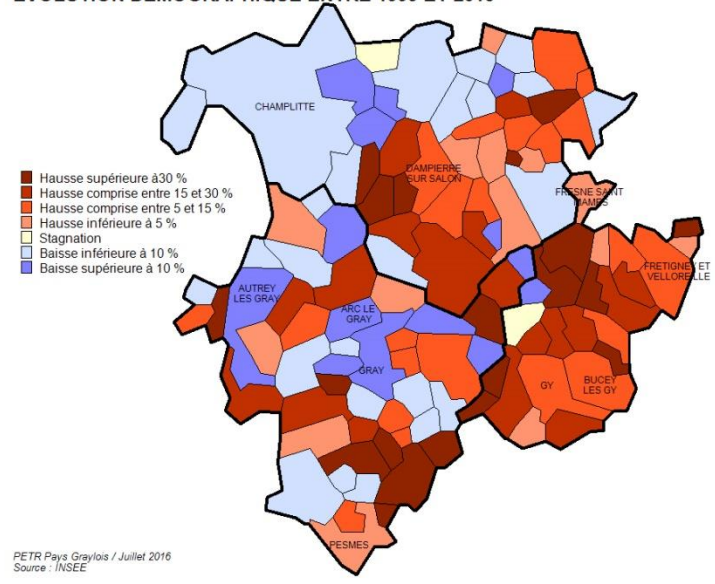 CHAMPLITTE
Hausse supérieure à30 %
Hausse comprise entre 15 et 30 %
Hausse comprise entre 5 et 15 %
Hausse inférieure à 5 %
Stagnation
Baisse inférieure à 10 %
Baisse supérieure à 10 %
DAMPIERRE
SUR SALON
FRESNE SAINT
MAMES
FRETIGNEY ET
VELLOREILLE
AUTREY
LES GRAY
ARC LE
GRAY
GRAY
GY
BUCEY
LES GY
PESMES
PETR Pays Graylois / Juillet 2016
Source : INSEE